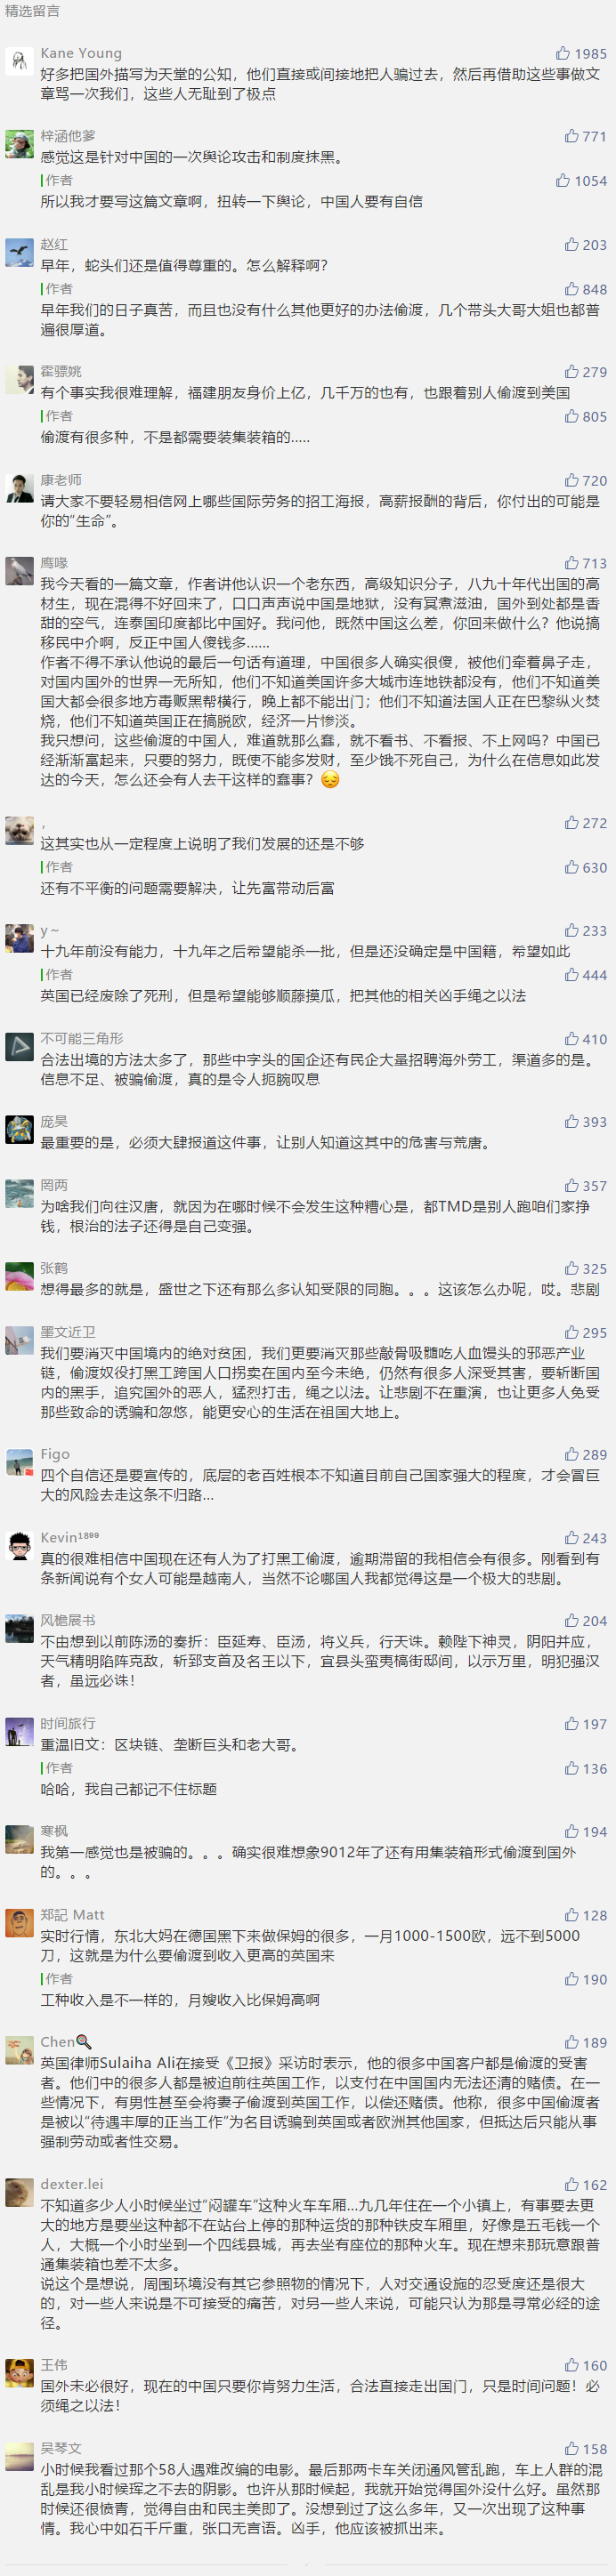 精选留言
Kane Young 1985
好多把国外描写为天堂的公知，他们直接或间接地把人骗过去，然后再借助这些事做文
章骂一次我们，这些人无耻到了极点
梓涵他爹 771
感觉这是针对中国的一次舆论攻击和制度抹黑。
作者 1054
所以我才要写这篇文章啊，扭转一下舆论，中国人要有自信
赵红 203
早年，蛇头们还是值得尊重的。怎么解释啊？
作者 848
早年我们的日子真苦，而且也没有什么其他更好的办法偷渡，几个带头大哥大姐也都普
遍很厚道。
霍骠姚 279
有个事实我很难理解，福建朋友身价上亿，几千万的也有，也跟着别人偷渡到美国
作者 805
偷渡有很多种，不是都需要装集装箱的.....
康老师 720
请大家不要轻易相信网上哪些国际劳务的招工海报，高薪报酬的背后，你付出的可能是
你的“生命”。
鹰喙 713
我今天看的一篇文章，作者讲他认识一个老东西，高级知识分子，八九十年代出国的高
材生，现在混得不好回来了，口口声声说中国是地狱，没有冥煮滋油，国外到处都是香
甜的空气，连泰国印度都比中国好。我问他，既然中国这么差，你回来做什么？他说搞
移民中介啊，反正中国人傻钱多……
作者不得不承认他说的最后一句话有道理，中国很多人确实很傻，被他们牵着鼻子走，
对国内国外的世界一无所知，他们不知道美国许多大城市连地铁都没有，他们不知道美
国大都会很多地方毒贩黑帮横行，晚上都不能出门；他们不知道法国人正在巴黎纵火焚
烧，他们不知道英国正在搞脱欧，经济一片惨淡。
我只想问，这些偷渡的中国人，难道就那么蠢，就不看书、不看报、不上网吗？中国已
经渐渐富起来，只要的努力，既使不能多发财，至少饿不死自己，为什么在信息如此发
达的今天，怎么还会有人去干这样的蠢事？😔
， 272
这其实也从一定程度上说明了我们发展的还是不够
作者 630
还有不平衡的问题需要解决，让先富带动后富
y～ 233
十九年前没有能力，十九年之后希望能杀一批，但是还没确定是中国籍，希望如此
作者 444
英国已经废除了死刑，但是希望能够顺藤摸瓜，把其他的相关凶手绳之以法
不可能三角形 410
合法出境的方法太多了，那些中字头的国企还有民企大量招聘海外劳工，渠道多的是。
信息不足、被骗偷渡，真的是令人扼腕叹息
庞昊 393
最重要的是，必须大肆报道这件事，让别人知道这其中的危害与荒唐。
罔两 357
为啥我们向往汉唐，就因为在哪时候不会发生这种糟心是，都TMD是别人跑咱们家挣
钱，根治的法子还得是自己变强。
张鹤 325
想得最多的就是，盛世之下还有那么多认知受限的同胞。。。这该怎么办呢，哎。悲剧
墨文近卫 295
我们要消灭中国境内的绝对贫困，我们更要消灭那些敲骨吸髓吃人血馒头的邪恶产业
链，偷渡奴役打黑工跨国人口拐卖在国内至今未绝，仍然有很多人深受其害，要斩断国
内的黑手，追究国外的恶人，猛烈打击，绳之以法。让悲剧不在重演，也让更多人免受
那些致命的诱骗和忽悠，能更安心的生活在祖国大地上。
Figo 289
四个自信还是要宣传的，底层的老百姓根本不知道目前自己国家强大的程度，才会冒巨
大的风险去走这条不归路...
Kevin¹⁸⁹⁹ 243
真的很难相信中国现在还有人为了打黑工偷渡，逾期滞留的我相信会有很多。刚看到有
条新闻说有个女人可能是越南人，当然不论哪国人我都觉得这是一个极大的悲剧。
风檐展书 204
不由想到以前陈汤的奏折：臣延寿、臣汤，将义兵，行天诛。赖陛下神灵，阴阳并应，
天气精明陷阵克敌，斩郅支首及名王以下，宜县头蛮夷槁街邸间，以示万里，明犯强汉
者，虽远必诛！
时间旅行 197
重温旧文：区块链、垄断巨头和老大哥。
作者 136
哈哈，我自己都记不住标题
寒枫 194
我第一感觉也是被骗的。。。确实很难想象9012年了还有用集装箱形式偷渡到国外
的。。。
郑記 Matt 128
实时行情，东北大妈在德国黑下来做保姆的很多，一月1000-1500欧，远不到5000
刀，这就是为什么要偷渡到收入更高的英国来
作者 190
工种收入是不一样的，月嫂收入比保姆高啊
Chen🔍 189
英国律师Sulaiha Ali在接受《卫报》采访时表示，他的很多中国客户都是偷渡的受害
者。他们中的很多人都是被迫前往英国工作，以支付在中国国内无法还清的赌债。在一
些情况下，有男性甚至会将妻子偷渡到英国工作，以偿还赌债。他称，很多中国偷渡者
是被以“待遇丰厚的正当工作”为名目诱骗到英国或者欧洲其他国家，但抵达后只能从事
强制劳动或者性交易。
dexter.lei 162
不知道多少人小时候坐过“闷罐车”这种火车车厢...九几年住在一个小镇上，有事要去更
大的地方是要坐这种都不在站台上停的那种运货的那种铁皮车厢里，好像是五毛钱一个
人，大概一个小时坐到一个四线县城，再去坐有座位的那种火车。现在想来那玩意跟普
通集装箱也差不太多。
说这个是想说，周围环境没有其它参照物的情况下，人对交通设施的忍受度还是很大
的，对一些人来说是不可接受的痛苦，对另一些人来说，可能只认为那是寻常必经的途
径。
王伟 160
国外未必很好，现在的中国只要你肯努力生活，合法直接走出国门，只是时间问题！必
须绳之以法！
吴琴文 158
小时候我看过那个58人遇难改编的电影。最后那两卡车关闭通风管乱跑，车上人群的混
乱是我小时候珲之不去的阴影。也许从那时候起，我就开始觉得国外没什么好。虽然那
时候还很愤青，觉得自由和民主美即了。没想到过了这么多年，又一次出现了这种事
情。我心中如石千斤重，张口无言语。凶手，他应该被抓出来。